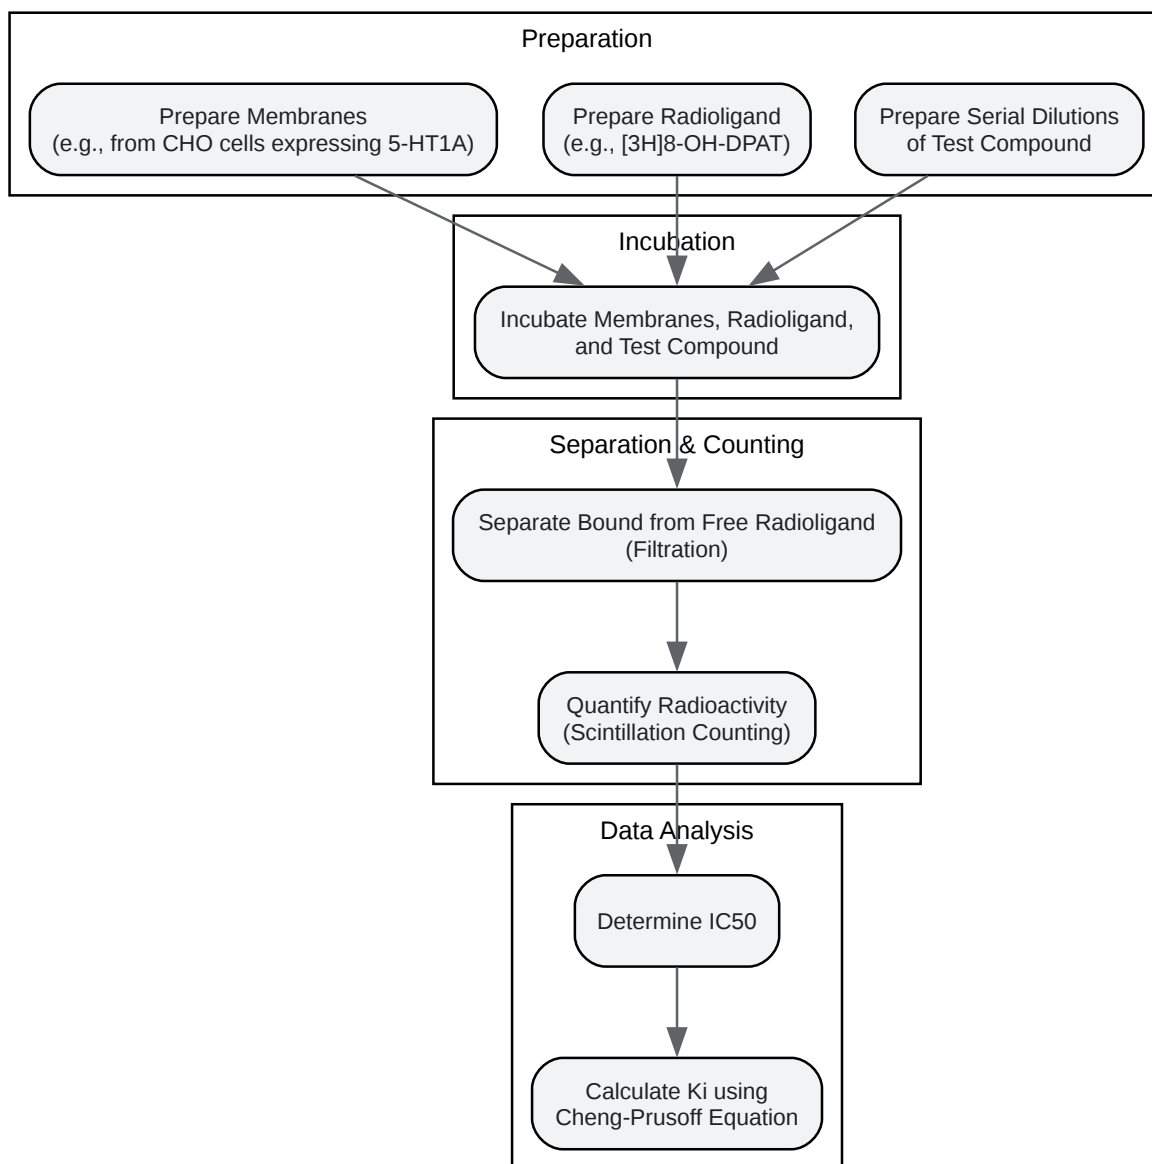 Preparation
Prepare Membranes
(e.g., from CHO cells expressing 5-HT1A)
Prepare Radioligand
(e.g., [3H]8-OH-DPAT)
Prepare Serial Dilutions
of Test Compound
Incubation
Incubate Membranes, Radioligand,
and Test Compound
Separation & Counting
Separate Bound from Free Radioligand
(Filtration)
Quantify Radioactivity
(Scintillation Counting)
Data Analysis
Determine IC50
Calculate Ki using
Cheng-Prusoff Equation